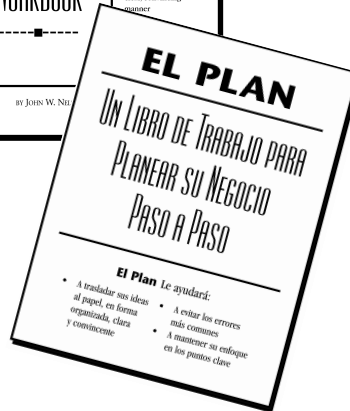 WORKBOOK
manner
BY JOHN W.
EL PLAN
UN LIBRO DE TRABAJO PARA
PLANEAR SU NEGOCIO
PASO A PASO
El Plan Le ayudará:
• A trasladar sus ideas
al papel, en forma
organizada, clara
y convincente
• A evitar los errores
más comunes
• A mantener su enfoque
en los puntos clave